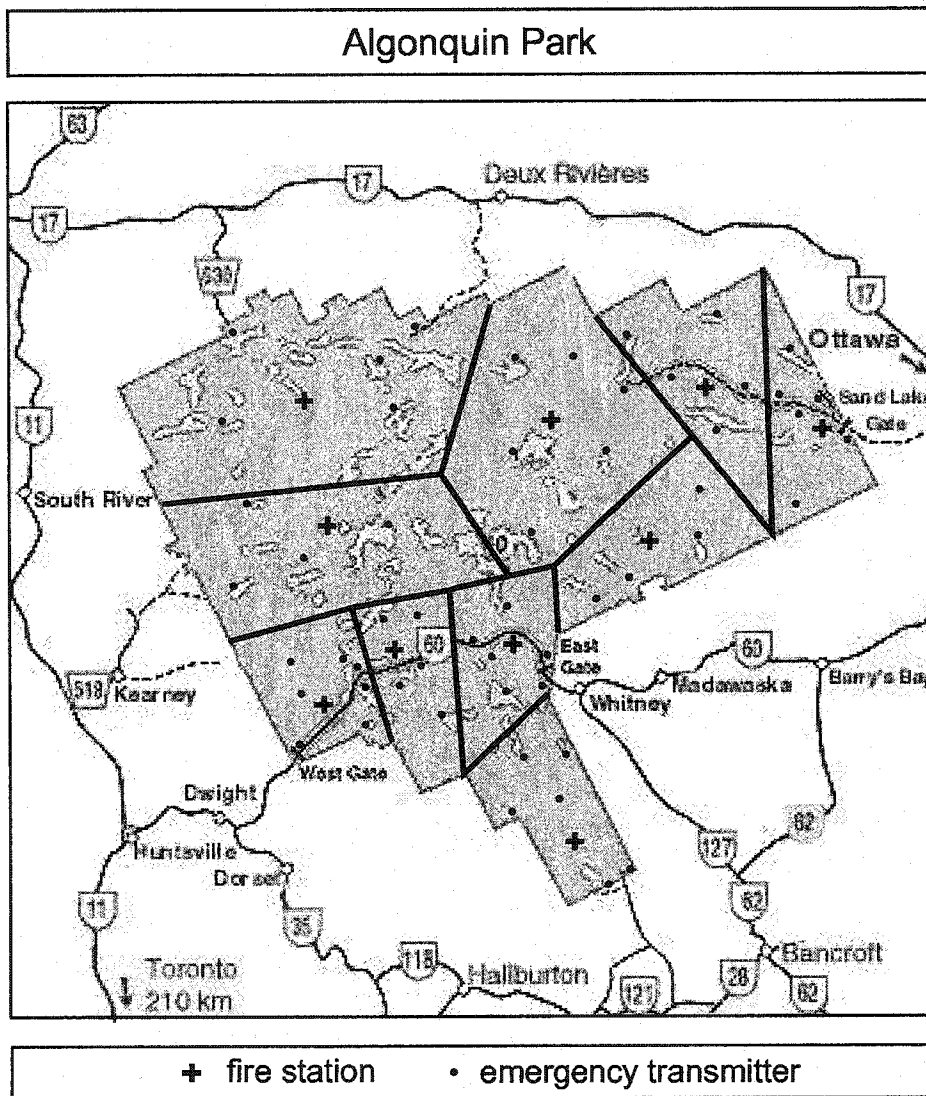 Algonquin Park
63
17
Deux Rivières
17
630
17
Ottawa
Sand Lake
Gate
11
South River
60
East
Gate
60
518
Kearney
Whitney
Madawaska
Barry's Bay
West Gate
Dwight
Huntsville
Dorset
62
127
11
35
62
118
Bancroft
Toronto
210 km
Haliburton
121
28
62
+ fire station • emergency transmitter